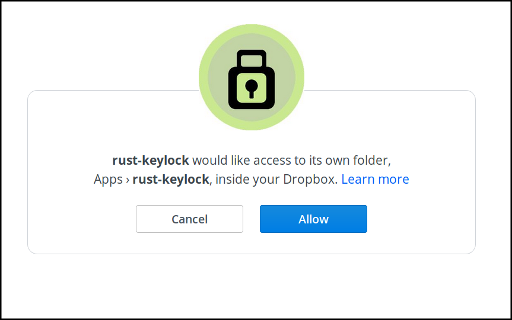 rust-keylock would like access to its own folder,
Apps › rust-keylock, inside your Dropbox. Learn more
Cancel
Allow